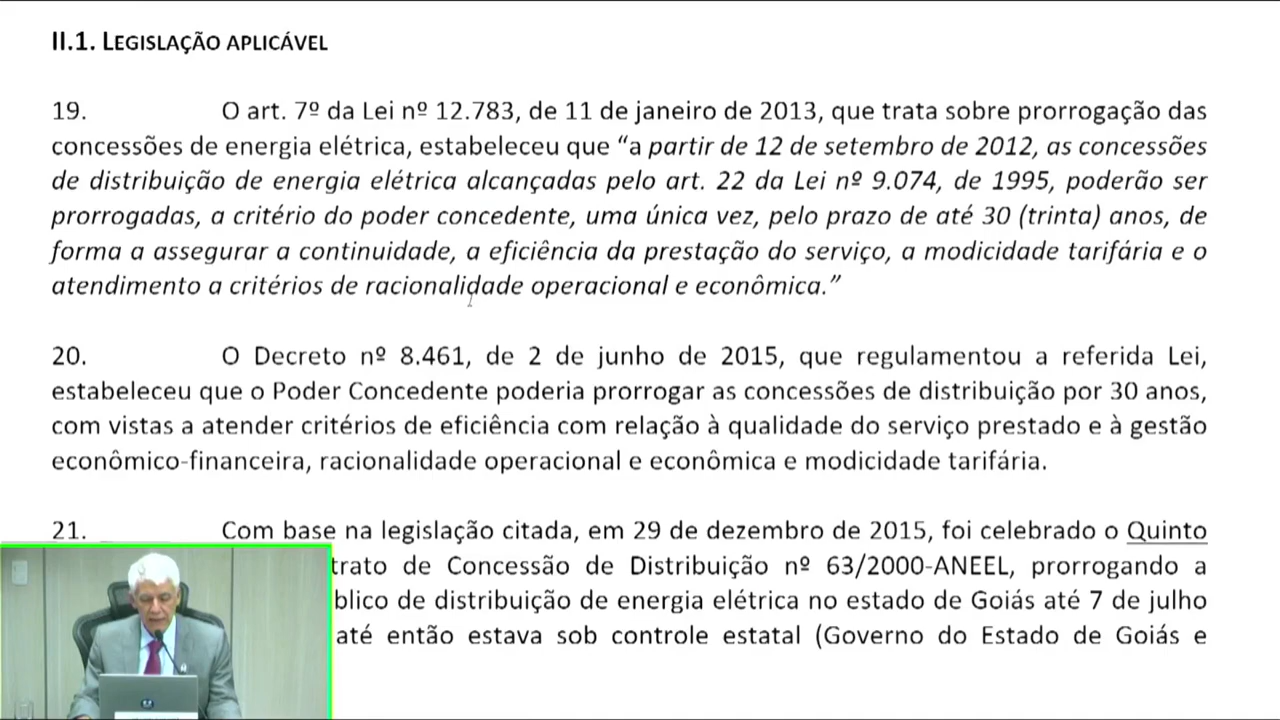 II.1. LEGISLAÇÃO APLICÁVEL
19. O art. 7º da Lei nº 12.783, de 11 de janeiro de 2013, que trata sobre prorrogação das
concessões de energia elétrica, estabeleceu que “a partir de 12 de setembro de 2012, as concessões
de distribuição de energia elétrica alcançadas pelo art. 22 da Lei nº 9.074, de 1995, poderão ser
prorrogadas, a critério do poder concedente, uma única vez, pelo prazo de até 30 (trinta) anos, de
forma a assegurar a continuidade, a eficiência da prestação do serviço, a modicidade tarifária e o
atendimento a critérios de racionalidade operacional e econômica.”
20. O Decreto nº 8.461, de 2 de junho de 2015, que regulamentou a referida Lei,
estabeleceu que o Poder Concedente poderia prorrogar as concessões de distribuição por 30 anos,
com vistas a atender critérios de eficiência com relação à qualidade do serviço prestado e à gestão
econômico-financeira, racionalidade operacional e econômica e modicidade tarifária.
21. Com base na legislação citada, em 29 de dezembro de 2015, foi celebrado o Quinto
trato de Concessão de Distribuição nº 63/2000-ANEEL, prorrogando a
blico de distribuição de energia elétrica no estado de Goiás até 7 de julho
até então estava sob controle estatal (Governo do Estado de Goiás e